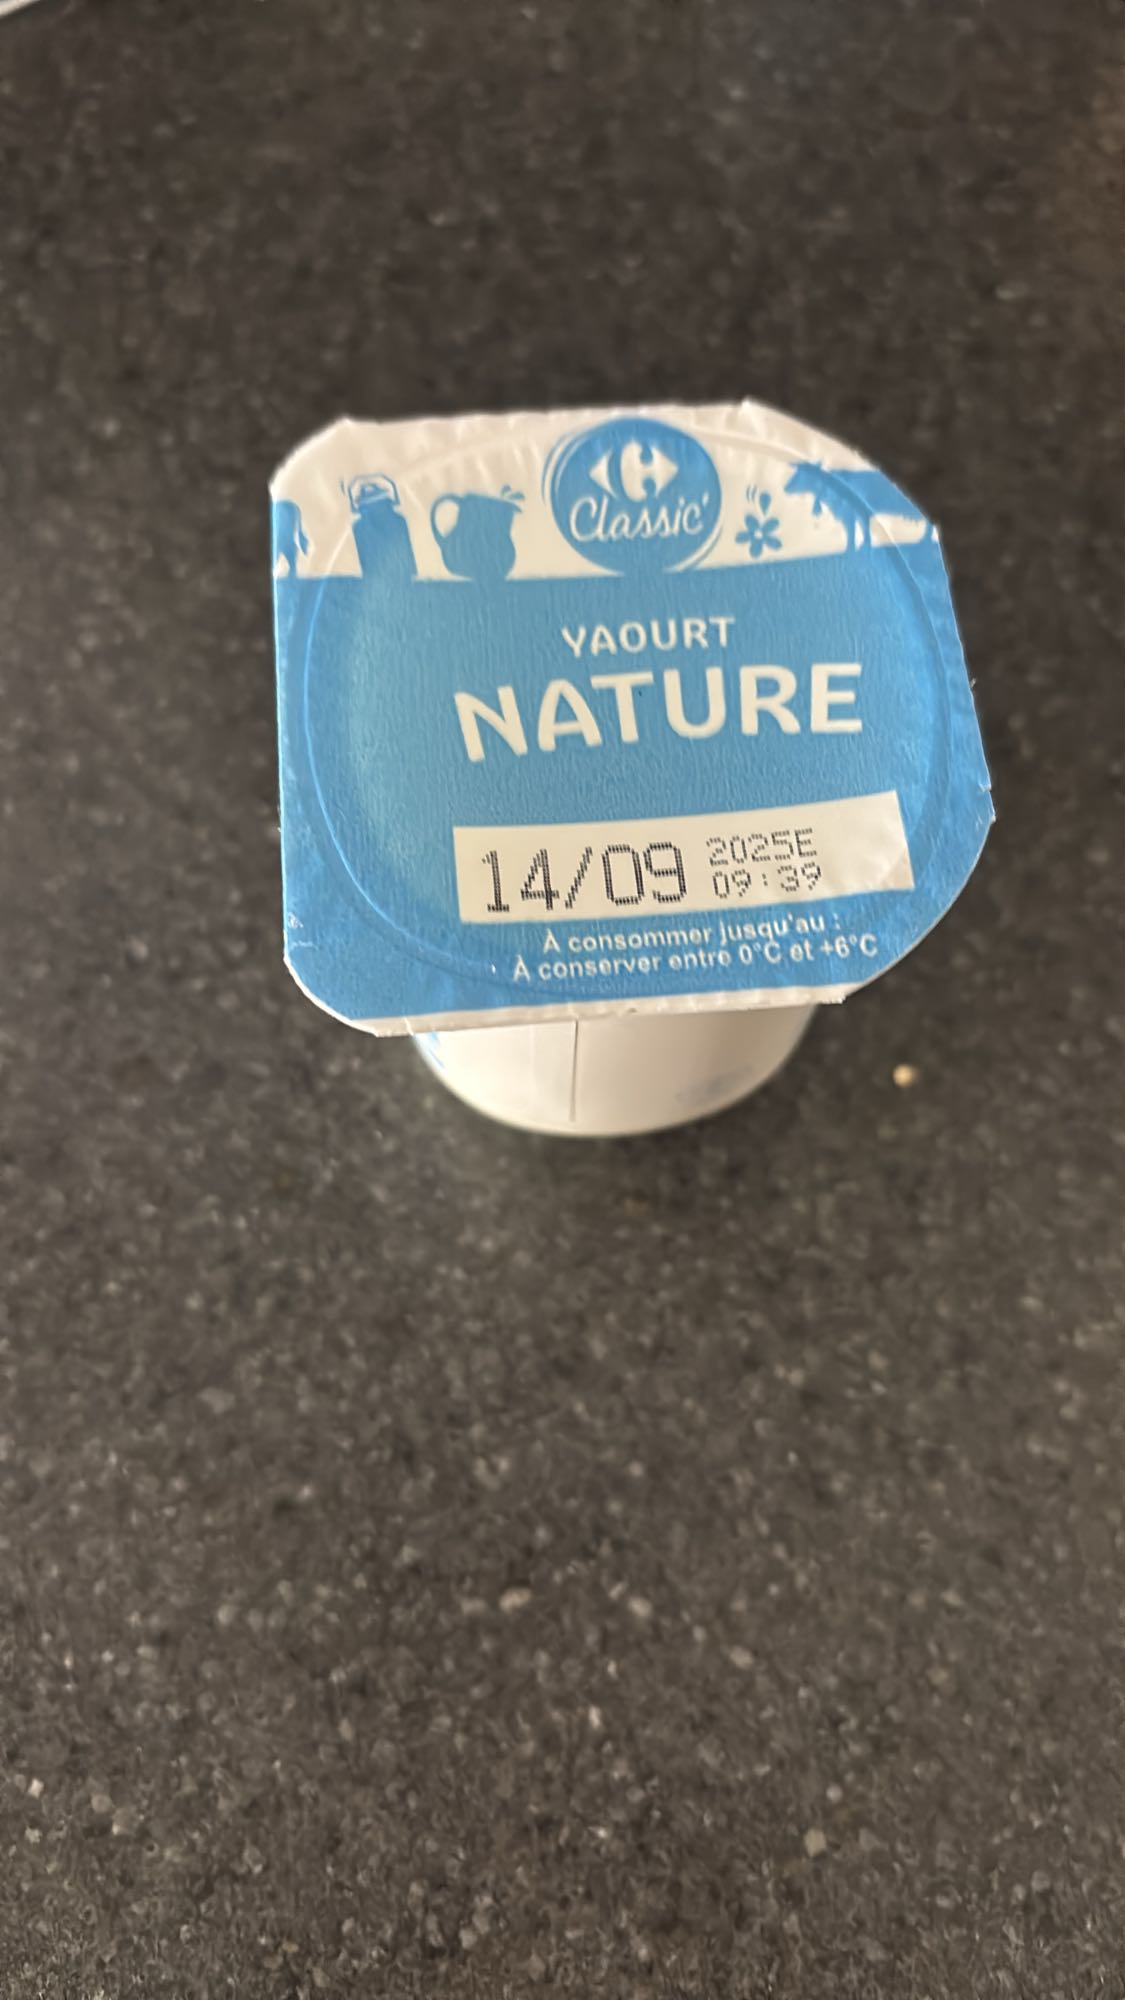 Classic'
YAOURT
NATURE
14/09 2025E
09:39
À consommer jusqu'au :
À conserver entre 0°C et +6°C